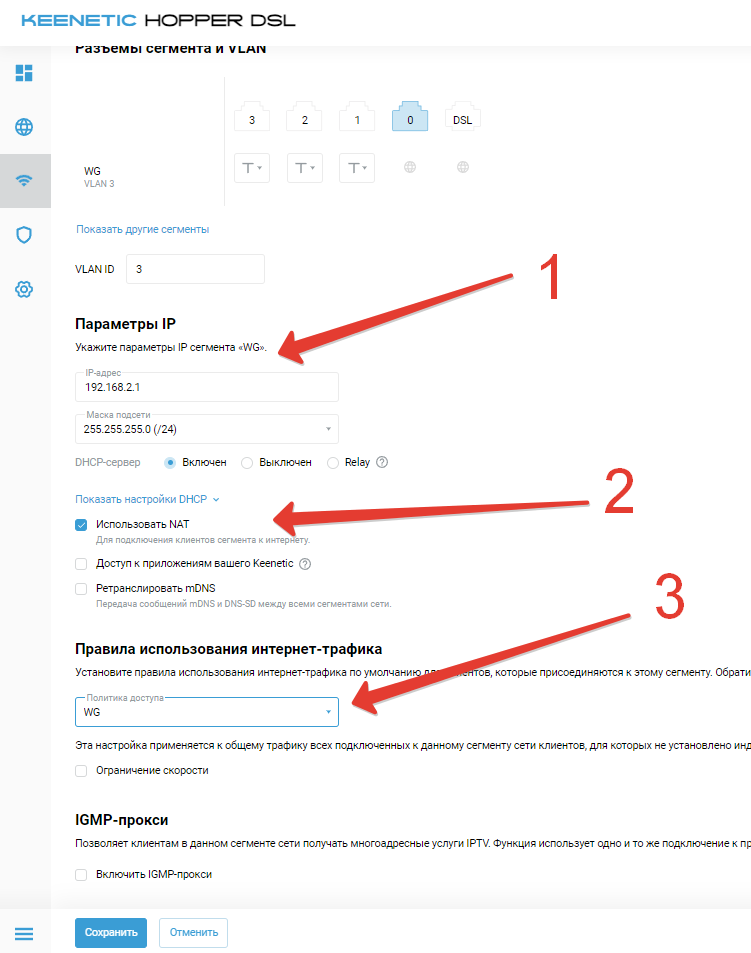 KEENETIC HOPPER DSL
Разъёмы сегмента и VLAN
3 2 1 0 DSL
WG
VLAN 3
T T T
Показать другие сегменты
VLAN ID 3
1
Параметры IP
Укажите параметры IP сегмента «WG».
IP-адрес
192.168.2.1
Маска подсети
255.255.255.0 (/24)
DHCP-сервер Включен Выключен Relay ?
2
Показать настройки DHCP
Использовать NAT
Для подключения клиентов сегмента к интернету.
Доступ к приложениям вашего Keenetic ?
3
Ретранслировать mDNS
Передача сообщений mDNS и DNS-SD между всеми сегментами сети.
Правила использования интернет-трафика
Установите правила использования интернет-трафика по умолчанию для клиентов, которые присоединяются к этому сегменту. Обрати
Политика доступа
WG
Эта настройка применяется к общему трафику всех подключенных к данному сегменту сети клиентов, для которых не установлено инд
Ограничение скорости
IGMP-прокси
Позволяет клиентам в данном сегменте сети получать многоадресные услуги IPTV. Функция использует одно и то же подключение к пр
Включить IGMP-прокси
Сохранить Отменить